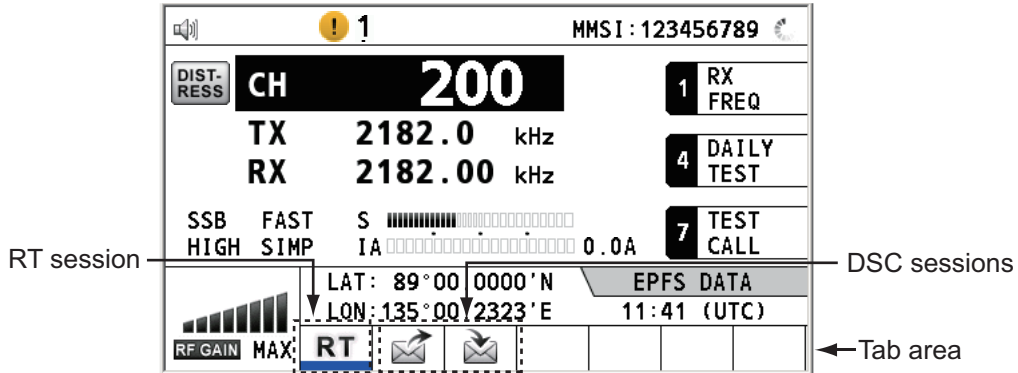 1 MMSI:123456789
DIST-
RESS
CH 200
1 RX
FREQ
TX 2182.0 kHz
RX 2182.00 kHz
4 DAILY
TEST
SSB FAST S
HIGH SIMP IA 0.0A
7 TEST
CALL
RT session
DSC sessions
LAT: 89°00.0000'N
LON:135°00.2323'E
EPFS DATA
11:41 (UTC)
RF GAIN MAX
RT
Tab area